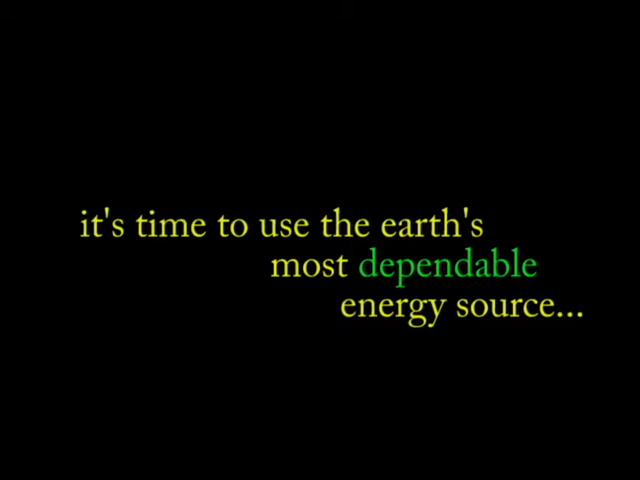 it's time to use the earth's
most dependable
energy source...